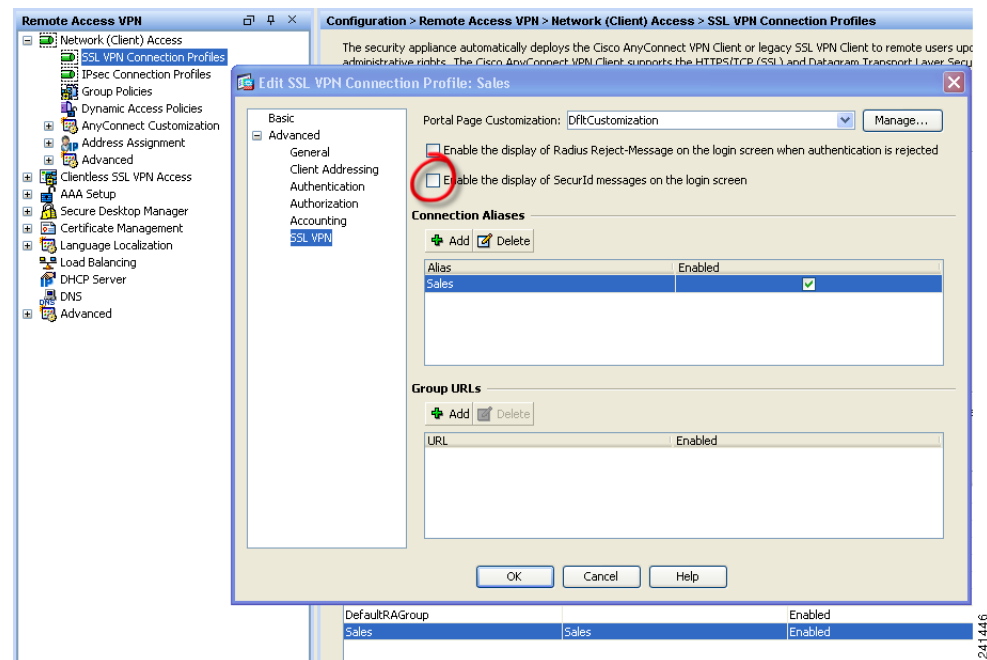 Remote Access VPN
Configuration > Remote Access VPN > Network (Client) Access > SSL VPN Connection Profiles
Network (Client) Access
SSL VPN Connection Profiles
IPsec Connection Profiles
Group Policies
Dynamic Access Policies
AnyConnect Customization
Address Assignment
Advanced
Clientless SSL VPN Access
AAA Setup
Secure Desktop Manager
Certificate Management
Language Localization
Load Balancing
DHCP Server
DNS
Advanced
The security appliance automatically deploys the Cisco AnyConnect VPN Client or legacy SSL VPN Client to remote users upo
administrative rights. The Cisco AnyConnect VPN Client supports the HTTPS/TCP (SSL) and Datagram Transport Layer Secu
Edit SSL VPN Connection Profile: Sales
Basic
Advanced
General
Client Addressing
Authentication
Authorization
Accounting
SSL VPN
Portal Page Customization: DfltCustomization Manage...
Enable the display of Radius Reject-Message on the login screen when authentication is rejected
Enable the display of SecurId messages on the login screen
Connection Aliases
Add Delete
Alias Enabled
Sales
Group URLs
Add Delete
URL Enabled
OK Cancel Help
DefaultRAGroup Enabled
Sales Sales Enabled
241446